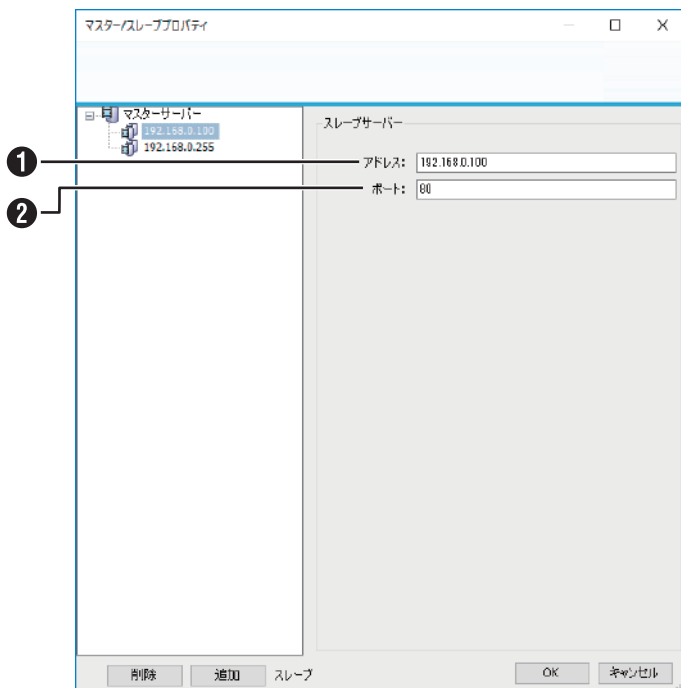 マスター/スレーブプロパティ
マスターサーバー
192.168.0.100
192.168.0.255
スレーブサーバー
❶ アドレス: 192.168.0.100
❷ ポート: 80
削除 追加 スレーブ OK キャンセル